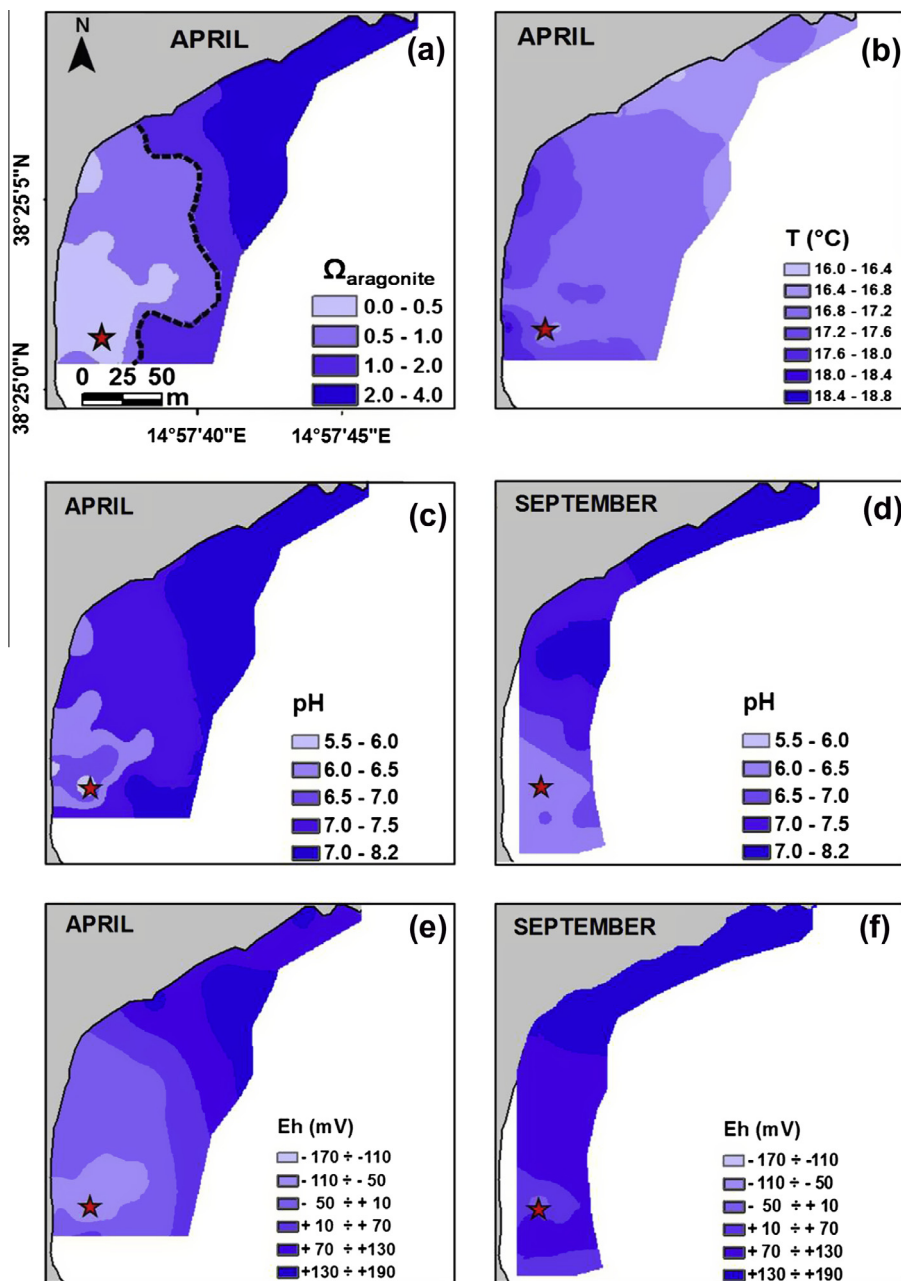 N
APRIL
(a)
38°25'5"N
38°25'0"N
Ωaragonite
0.0 - 0.5
0.5 - 1.0
1.0 - 2.0
2.0 - 4.0
0 25 50
m
14°57'40"E
14°57'45"E
APRIL
(b)
T (°C)
16.0 - 16.4
16.4 - 16.8
16.8 - 17.2
17.2 - 17.6
17.6 - 18.0
18.0 - 18.4
18.4 - 18.8
APRIL
(c)
pH
5.5 - 6.0
6.0 - 6.5
6.5 - 7.0
7.0 - 7.5
7.0 - 8.2
SEPTEMBER
(d)
pH
5.5 - 6.0
6.0 - 6.5
6.5 - 7.0
7.0 - 7.5
7.0 - 8.2
APRIL
(e)
Eh (mV)
- 170 ÷ -110
- 110 ÷ - 50
- 50 ÷ + 10
+ 10 ÷ + 70
+ 70 ÷ +130
+130 ÷ +190
SEPTEMBER
(f)
Eh (mV)
- 170 ÷ -110
- 110 ÷ - 50
- 50 ÷ + 10
+ 10 ÷ + 70
+ 70 ÷ +130
+130 ÷ +190